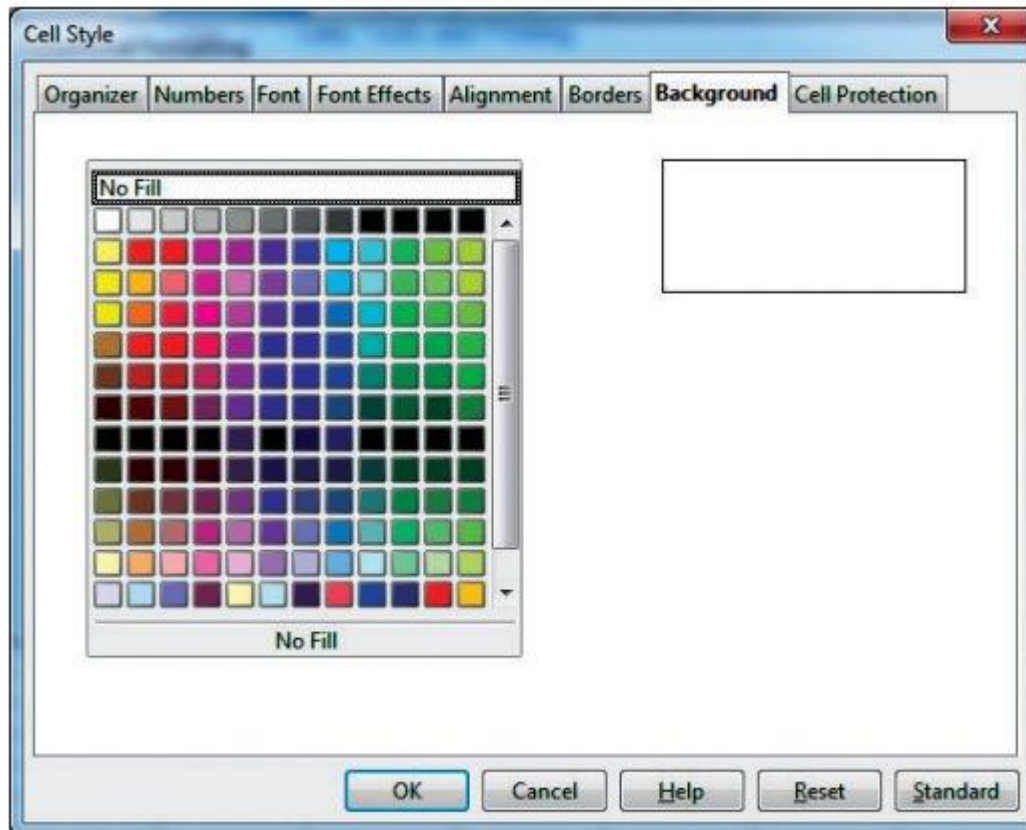 Cell Style
Organizer Numbers Font Font Effects Alignment Borders Background Cell Protection
No Fill
No Fill
OK Cancel Help Reset Standard